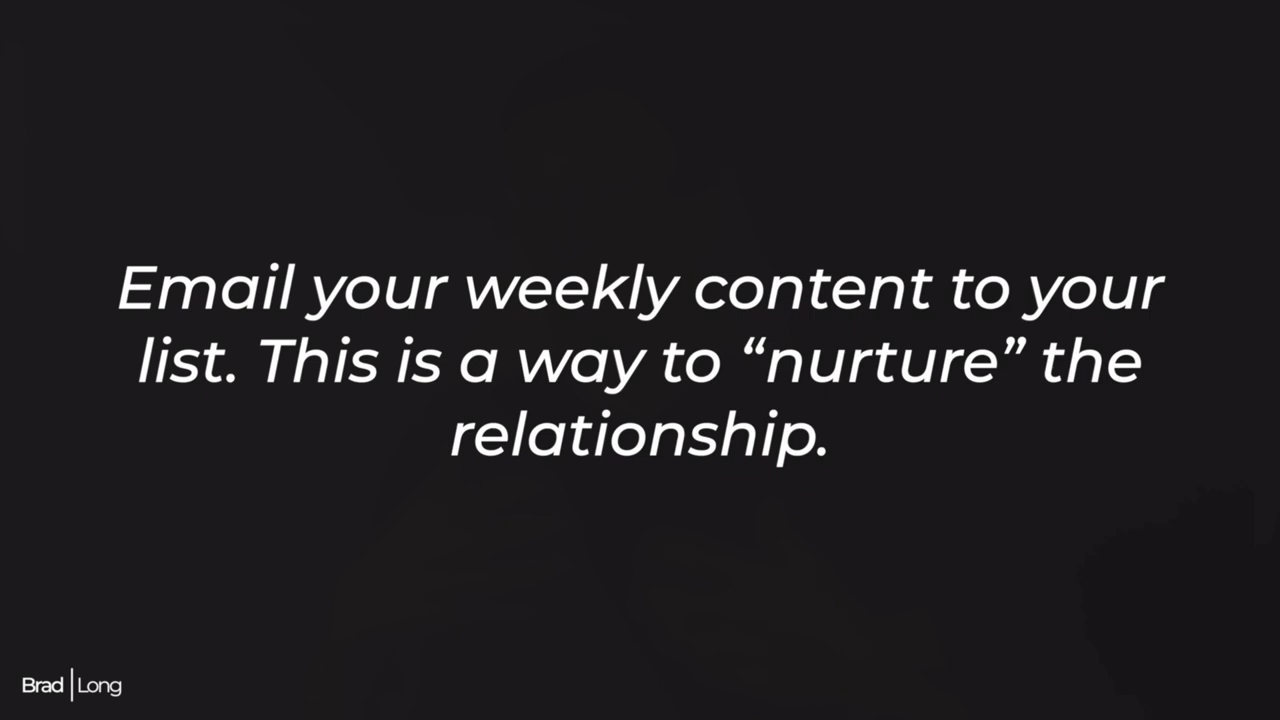 Email your weekly content to your
list. This is a way to “nurture” the
relationship.
Brad | Long